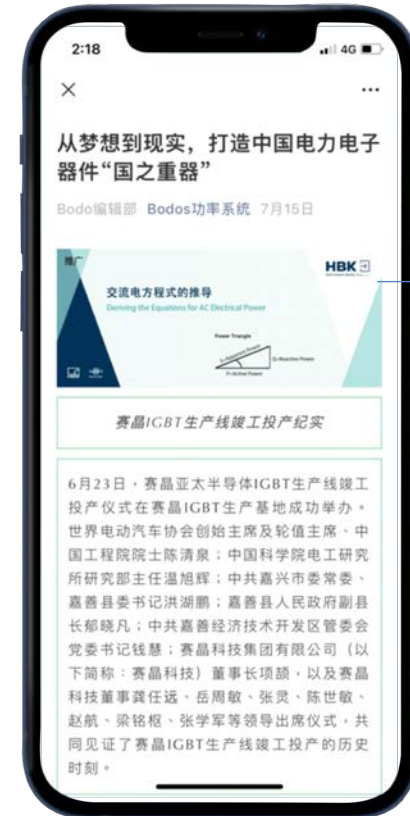 2:18
4G
从梦想到现实，打造中国电力电子
器件“国之重器”
Bodo编辑部 Bodos功率系统 7月15日
推广
HBK
交流电方程式的推导
Deriving the Equations for AC Electrical Power
Power Triangle
S=Apparent Power
Q=Reactive Power
P=Active Power
赛晶IGBT生产线竣工投产纪实
6月23日，赛晶亚太半导体IGBT生产线竣工
投产仪式在赛晶IGBT生产基地成功举办。
世界电动汽车协会创始主席及轮值主席、中
国工程院院士陈清泉；中国科学院电工研究
所研究部主任温旭辉；中共嘉兴市委常委、
嘉善县委书记洪湖鹏；嘉善县人民政府副县
长郁晓凡；中共嘉善经济技术开发区管委会
党委书记钱慧；赛晶科技集团有限公司（以
下简称：赛晶科技）董事长项颉，以及赛晶
科技董事龚任远、岳周敏、张灵、陈世敏、
赵航、梁铭枢、张学军等领导出席仪式，共
同见证了赛晶IGBT生产线竣工投产的历史
时刻。